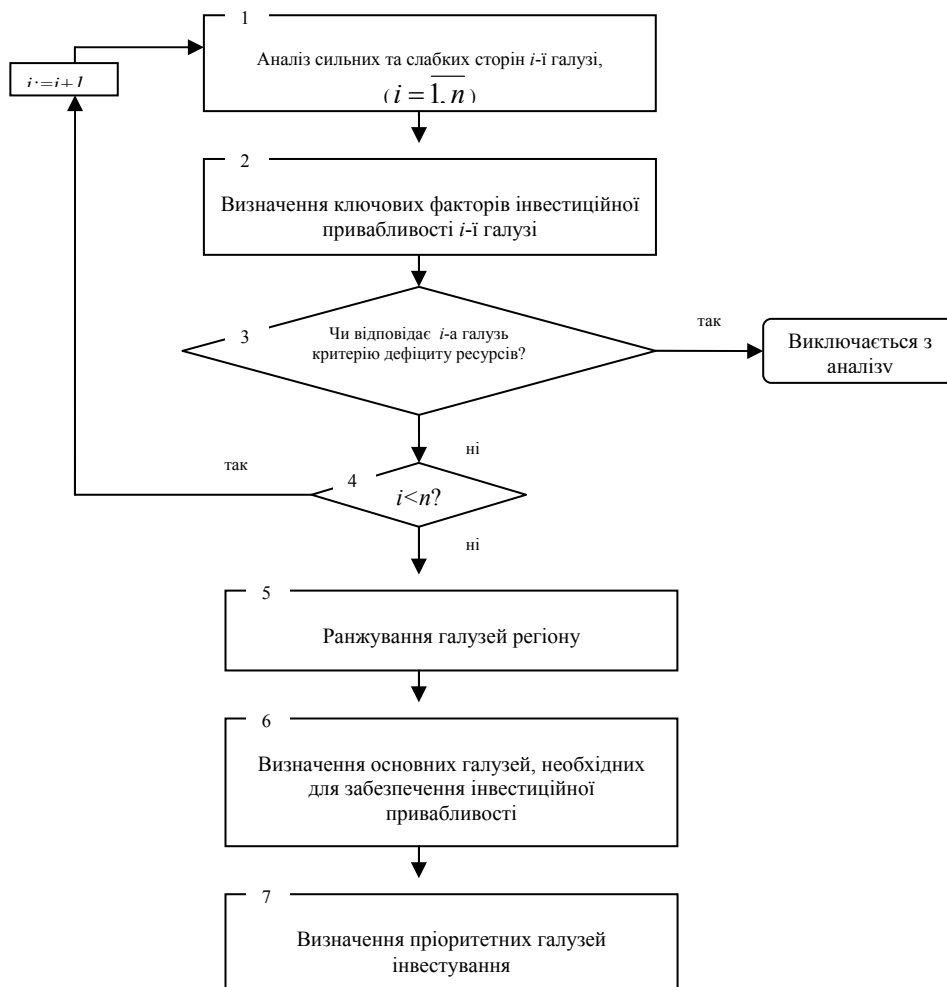 1
Аналіз сильних та слабких сторін i-ї галузі,
( i = 1, n )
i:=i+1
2
Визначення ключових факторів інвестиційної
привабливості i-ї галузі
3
Чи відповідає i-а галузь
критерію дефіциту ресурсів?
так
Виключається з
аналізу
ні
так
4
i<n?
ні
5
Ранжування галузей регіону
6
Визначення основних галузей, необхідних
для забезпечення інвестиційної
привабливості
7
Визначення пріоритетних галузей
інвестування